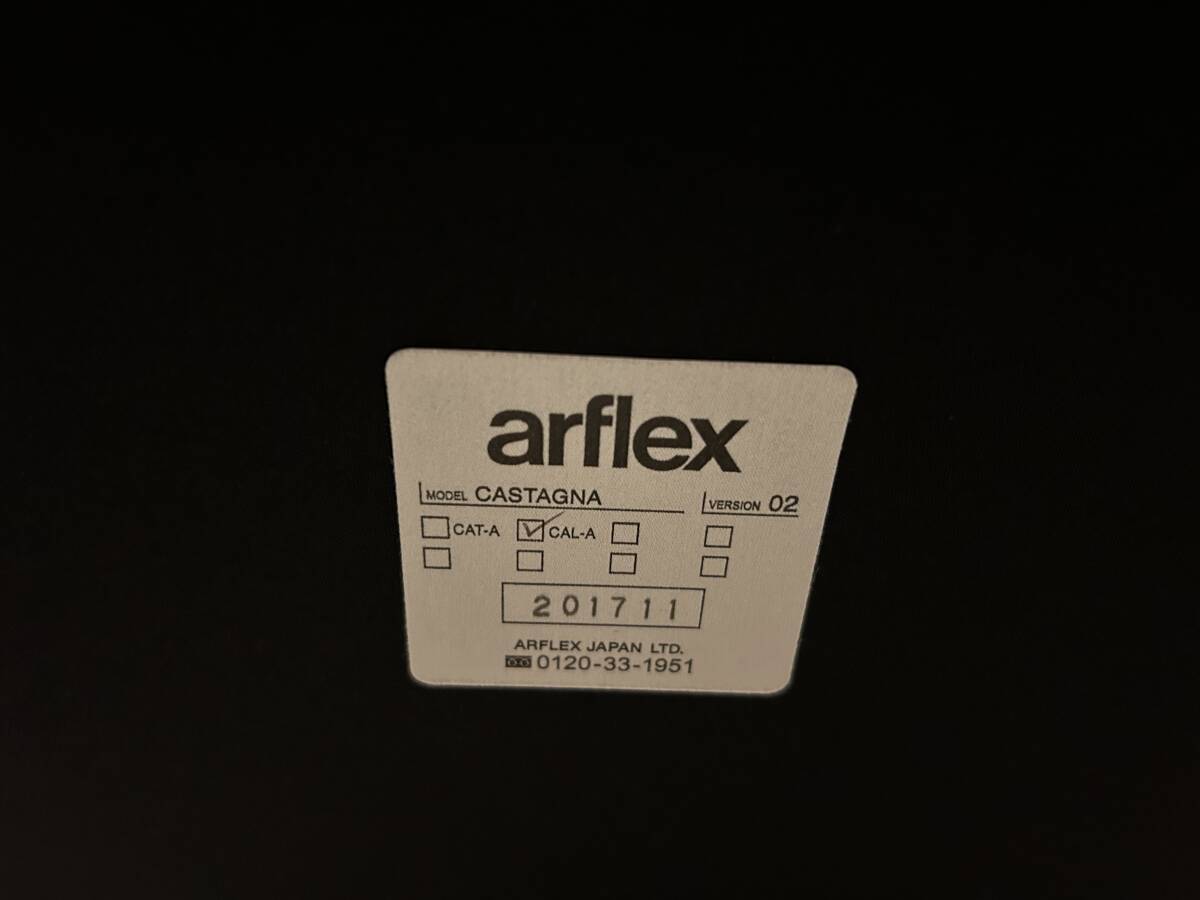 arflex
MODEL CASTAGNA VERSION 02
CAT-A CAL-A
201711
ARFLEX JAPAN LTD.
0120-33-1951